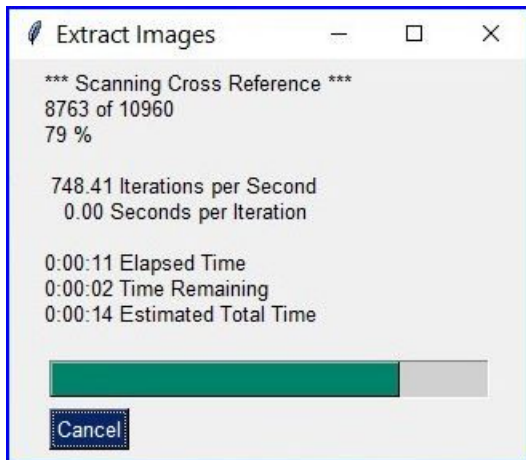 Extract Images
*** Scanning Cross Reference ***
8763 of 10960
79 %
748.41 Iterations per Second
0.00 Seconds per Iteration
0:00:11 Elapsed Time
0:00:02 Time Remaining
0:00:14 Estimated Total Time
Cancel